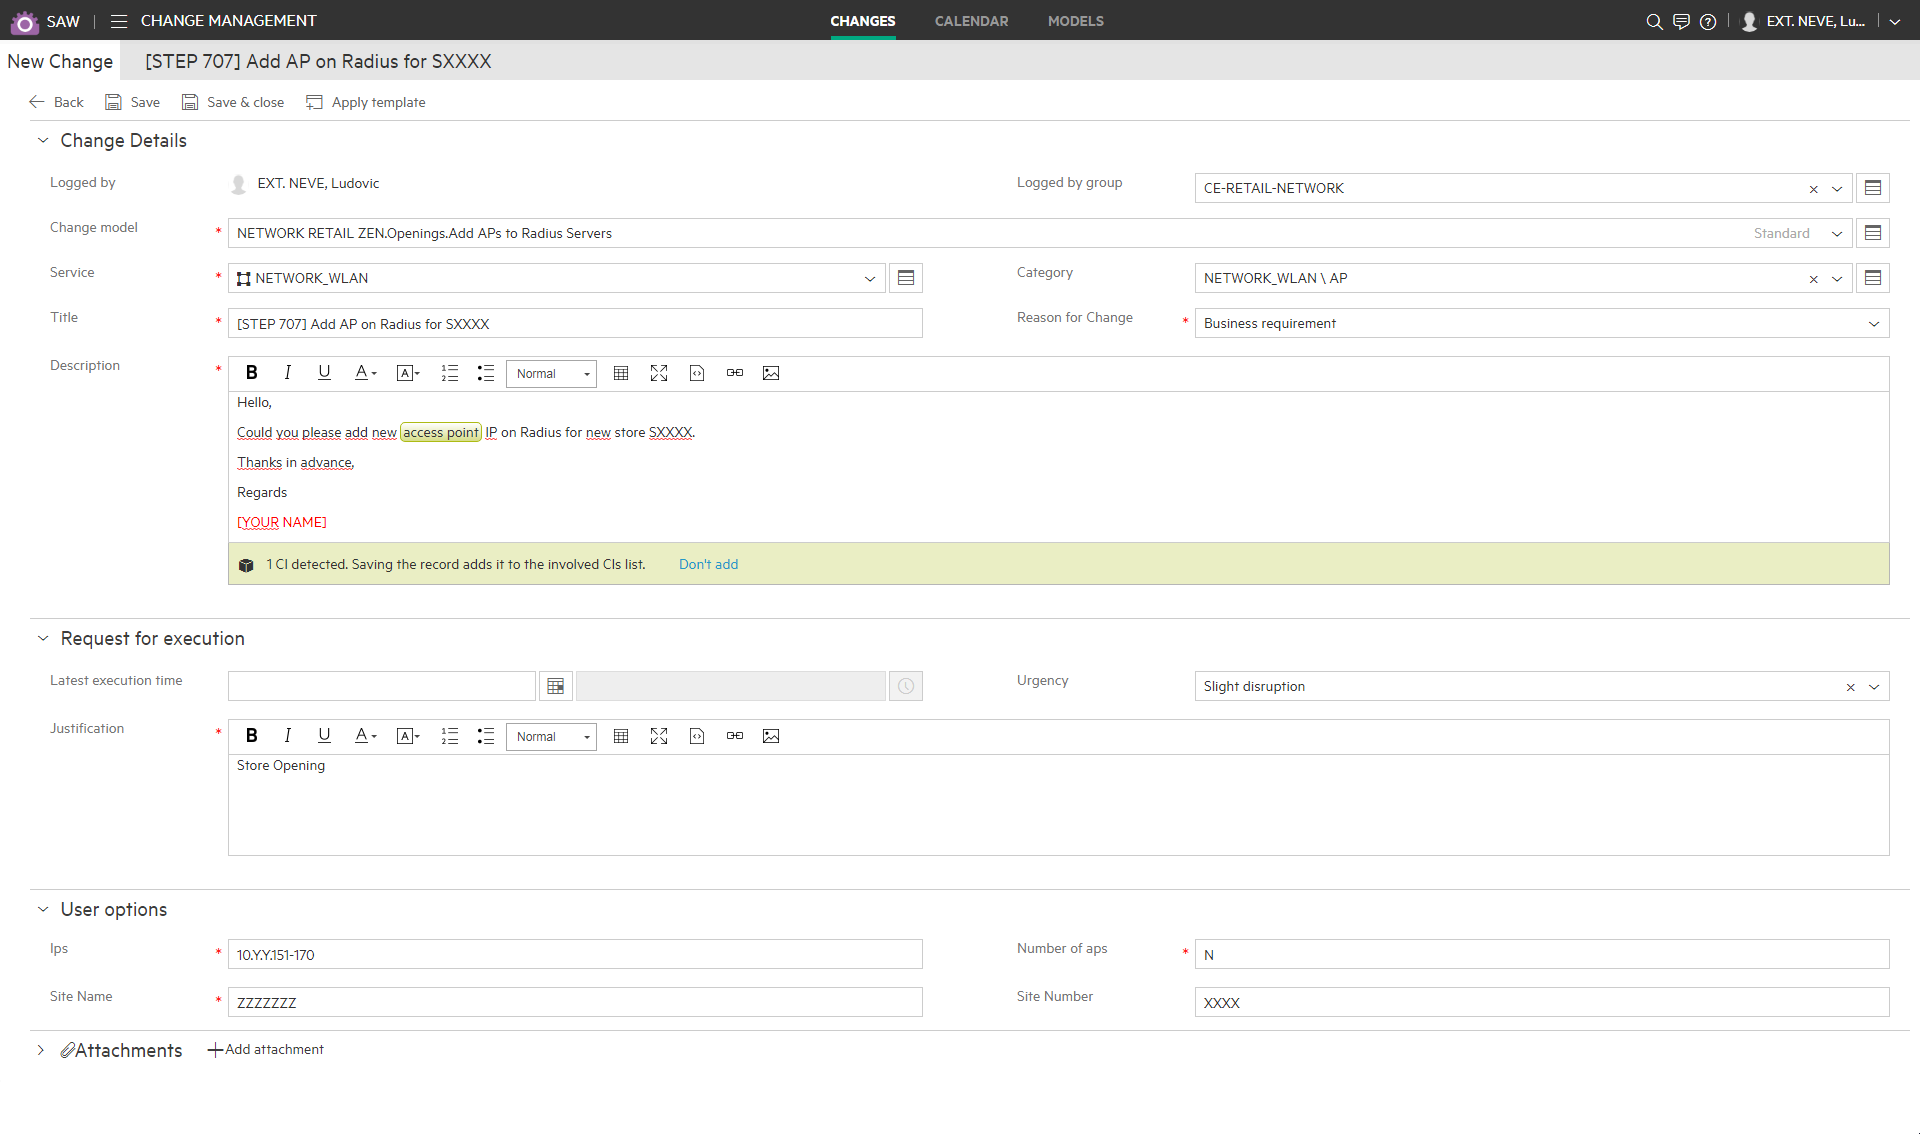 SAW CHANGE MANAGEMENT CHANGES CALENDAR MODELS EXT. NEVE, Lu...
New Change [STEP 707] Add AP on Radius for SXXXX
Back Save Save & close Apply template
Change Details
Logged by EXT. NEVE, Ludovic Logged by group CE-RETAIL-NETWORK
Change model * NETWORK RETAIL ZEN.Openings.Add APs to Radius Servers Standard
Service * NETWORK_WLAN Category NETWORK_WLAN \ AP
Title * [STEP 707] Add AP on Radius for SXXXX Reason for Change * Business requirement
Description * B I U A A Normal
Hello,
Could you please add new access point IP on Radius for new store SXXXX.
Thanks in advance,
Regards
[YOUR NAME]
1 CI detected. Saving the record adds it to the involved CIs list. Don't add
Request for execution
Latest execution time Urgency Slight disruption
Justification * B I U A A Normal
Store Opening
User options
Ips * 10.Y.Y.151-170 Number of aps * N
Site Name * ZZZZZZZ Site Number XXXX
Attachments Add attachment